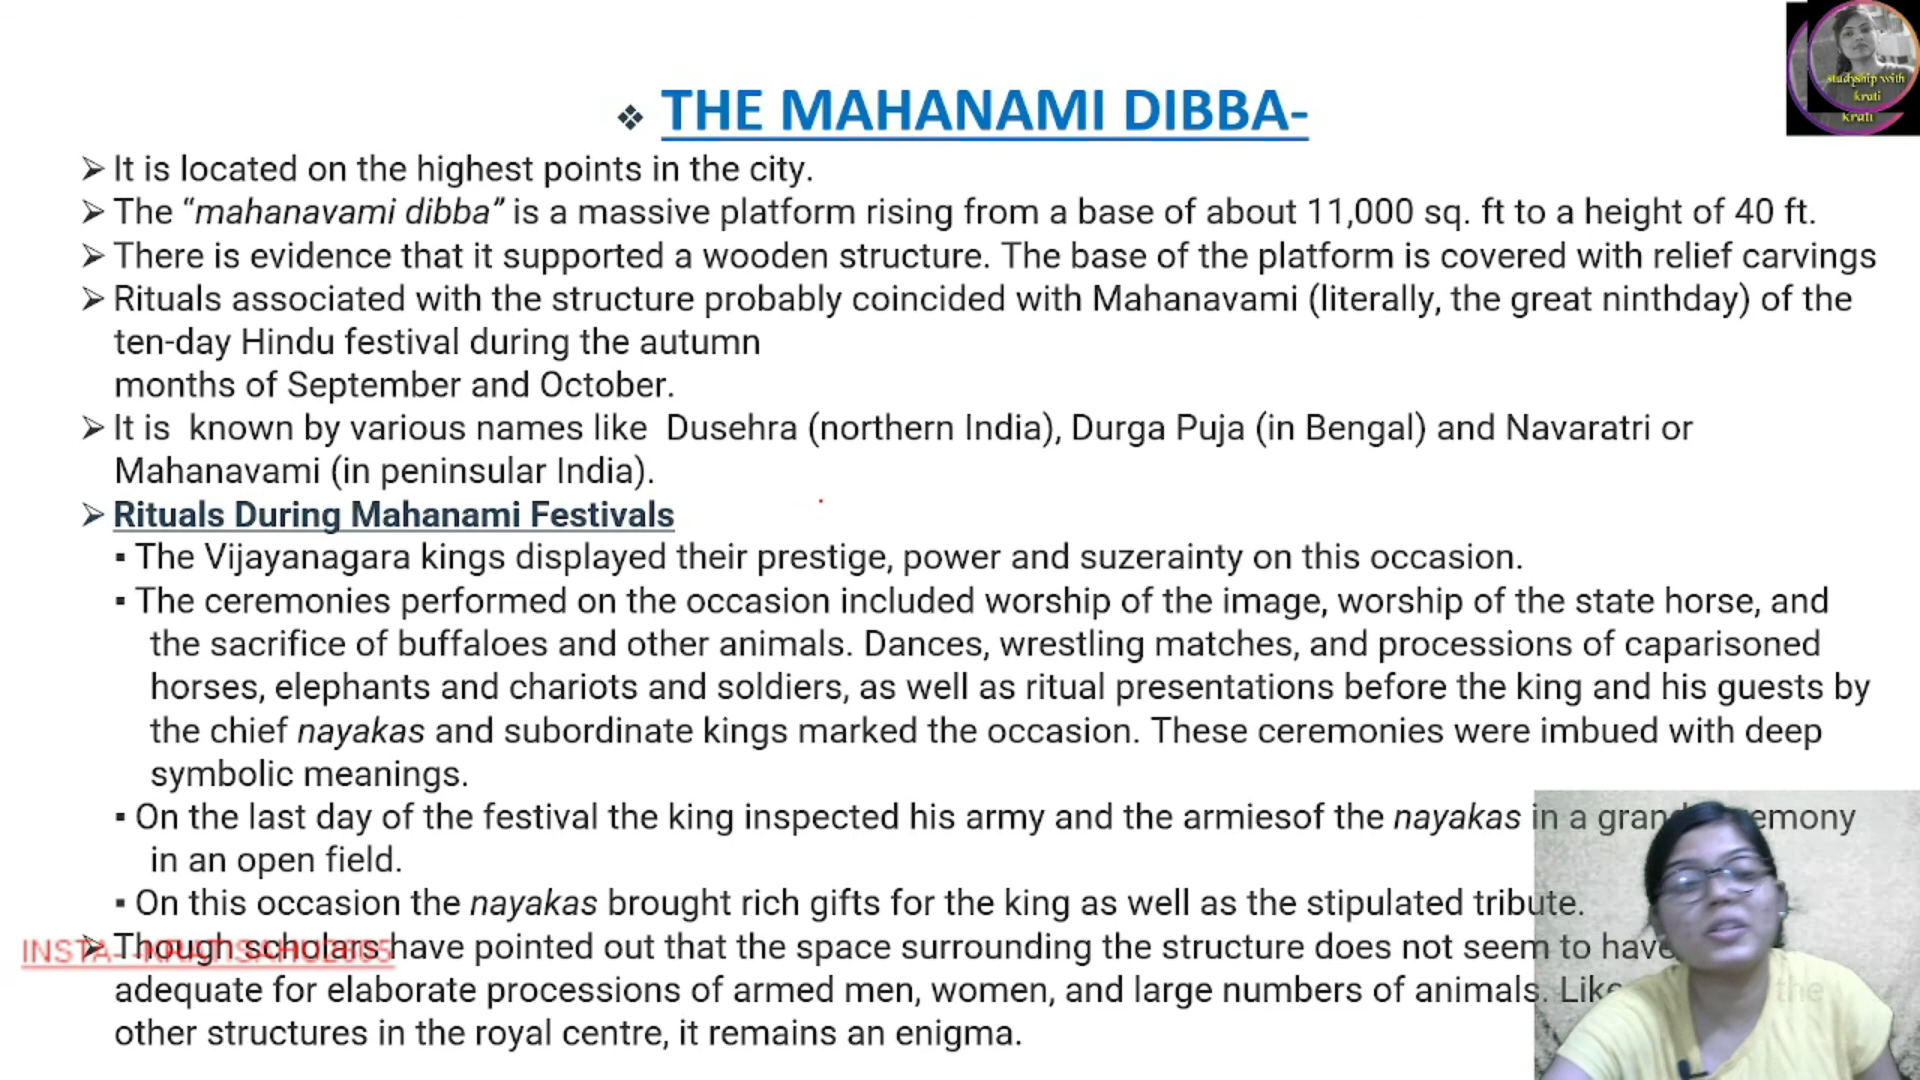 studyship with
krati
krati
❖ THE MAHANAMI DIBBA-
➢ It is located on the highest points in the city.
➢ The “mahanavami dibba” is a massive platform rising from a base of about 11,000 sq. ft to a height of 40 ft.
➢ There is evidence that it supported a wooden structure. The base of the platform is covered with relief carvings
➢ Rituals associated with the structure probably coincided with Mahanavami (literally, the great ninthday) of the
ten-day Hindu festival during the autumn
months of September and October.
➢ It is known by various names like Dusehra (northern India), Durga Puja (in Bengal) and Navaratri or
Mahanavami (in peninsular India).
➢ Rituals During Mahanami Festivals
▪ The Vijayanagara kings displayed their prestige, power and suzerainty on this occasion.
▪ The ceremonies performed on the occasion included worship of the image, worship of the state horse, and
the sacrifice of buffaloes and other animals. Dances, wrestling matches, and processions of caparisoned
horses, elephants and chariots and soldiers, as well as ritual presentations before the king and his guests by
the chief nayakas and subordinate kings marked the occasion. These ceremonies were imbued with deep
symbolic meanings.
▪ On the last day of the festival the king inspected his army and the armiesof the nayakas in a
in an open field.
▪ On this occasion the nayakas brought rich gifts for the king as well as the stipulated tribute.
➢ Though scholars have pointed out that the space surrounding the structure does not seem to have
adequate for elaborate processions of armed men, women, and large numbers of animals. the
other structures in the royal centre, it remains an enigma.
INSTA-